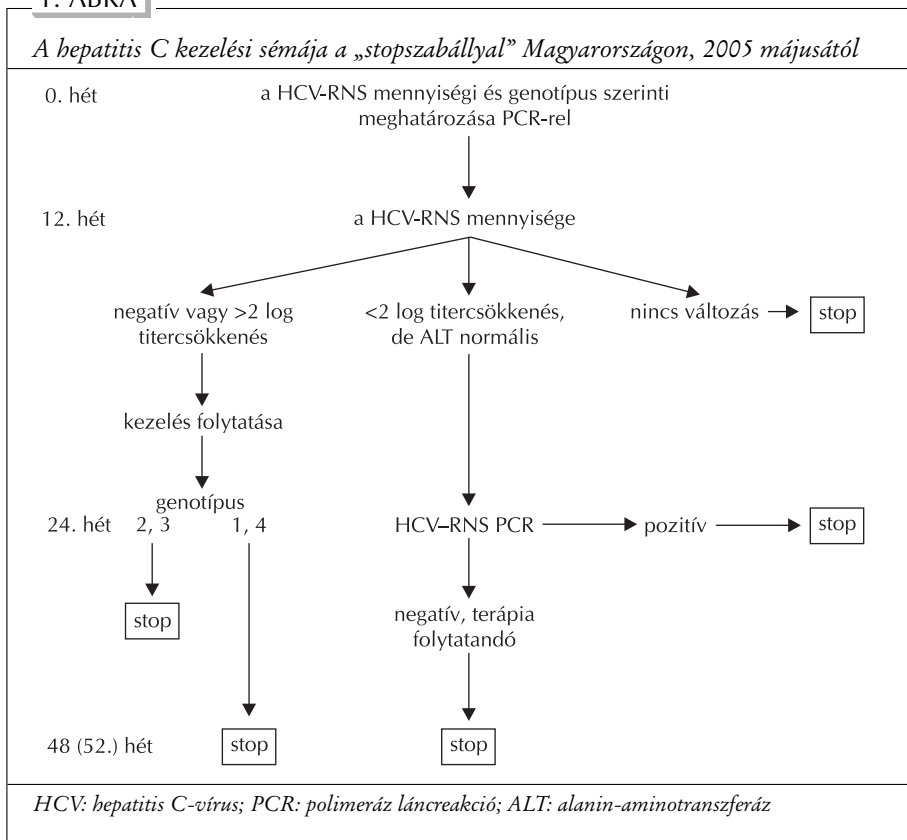 1. ÁBRA
A hepatitis C kezelési sémája a „stopszabállyal” Magyarországon, 2005 májusától
0. hét
a HCV-RNS mennyiségi és genotípus szerinti
meghatározása PCR-rel
12. hét
a HCV-RNS mennyisége
negatív vagy >2 log
titercsökkenés
<2 log titercsökkenés,
de ALT normális
nincs változás
stop
kezelés folytatása
genotípus
24. hét
2, 3
1, 4
HCV–RNS PCR
pozitív
stop
stop
negatív, terápia
folytatandó
48 (52.) hét
stop
stop
HCV: hepatitis C-vírus; PCR: polimeráz láncreakció; ALT: alanin-aminotranszferáz